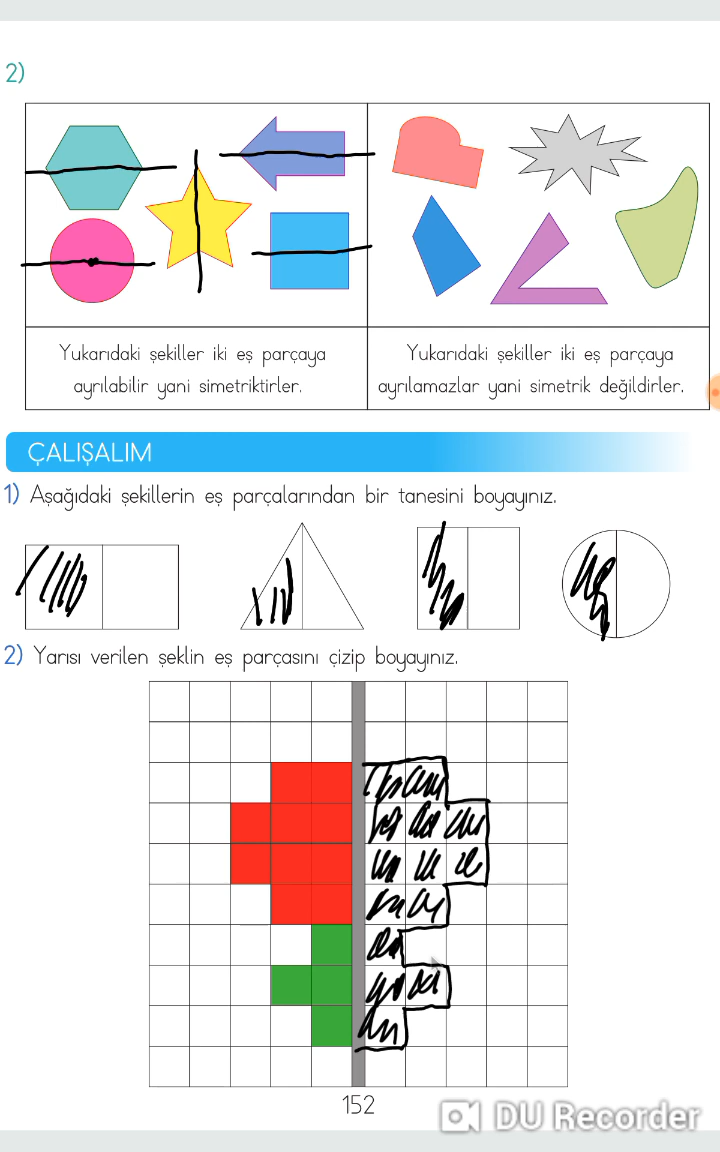 2)
Yukarıdaki şekiller iki eş parçaya
ayrılabilir yani simetriktirler.
Yukarıdaki şekiller iki eş parçaya
ayrılamazlar yani simetrik değildirler.
ÇALIŞALIM
1) Aşağıdaki şekillerin eş parçalarından bir tanesini boyayınız.
2) Yarısı verilen şeklin eş parçasını çizip boyayınız.
152
DU Recorder